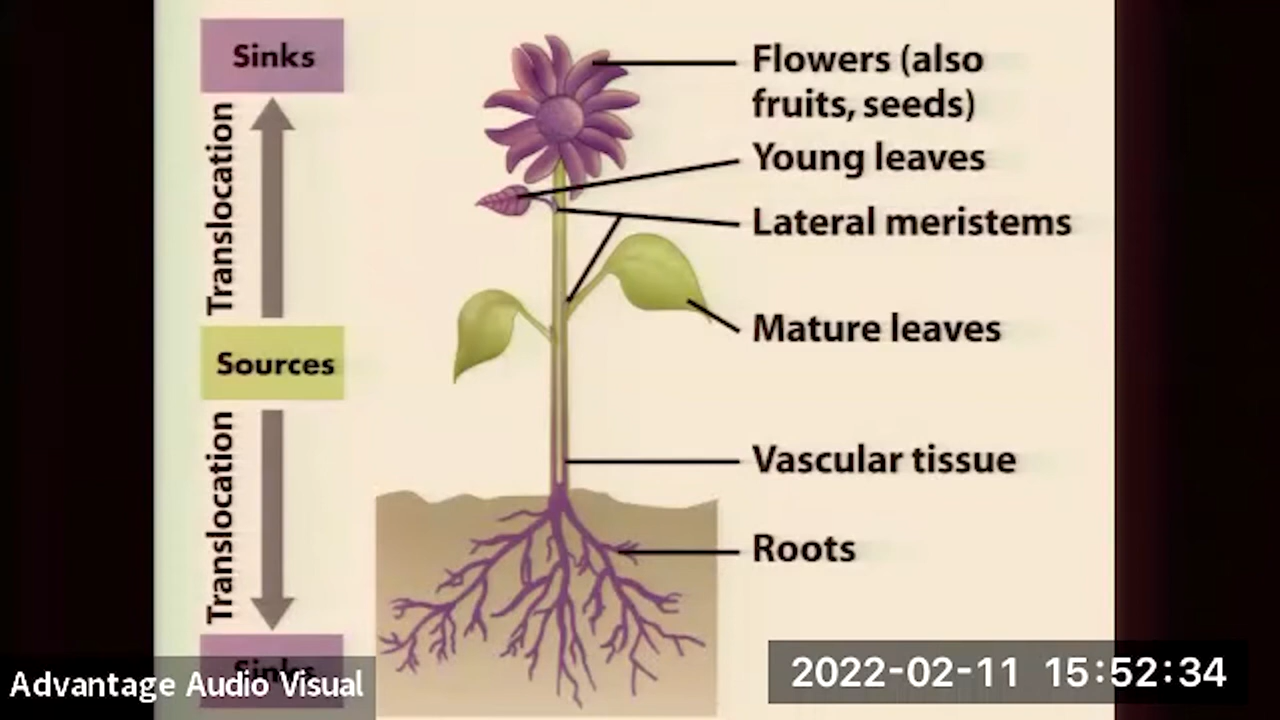 Sinks
Translocation
Sources
Translocation
Sinks
Flowers (also
fruits, seeds)
Young leaves
Lateral meristems
Mature leaves
Vascular tissue
Roots
Advantage Audio Visual
2022-02-11 15:52:34